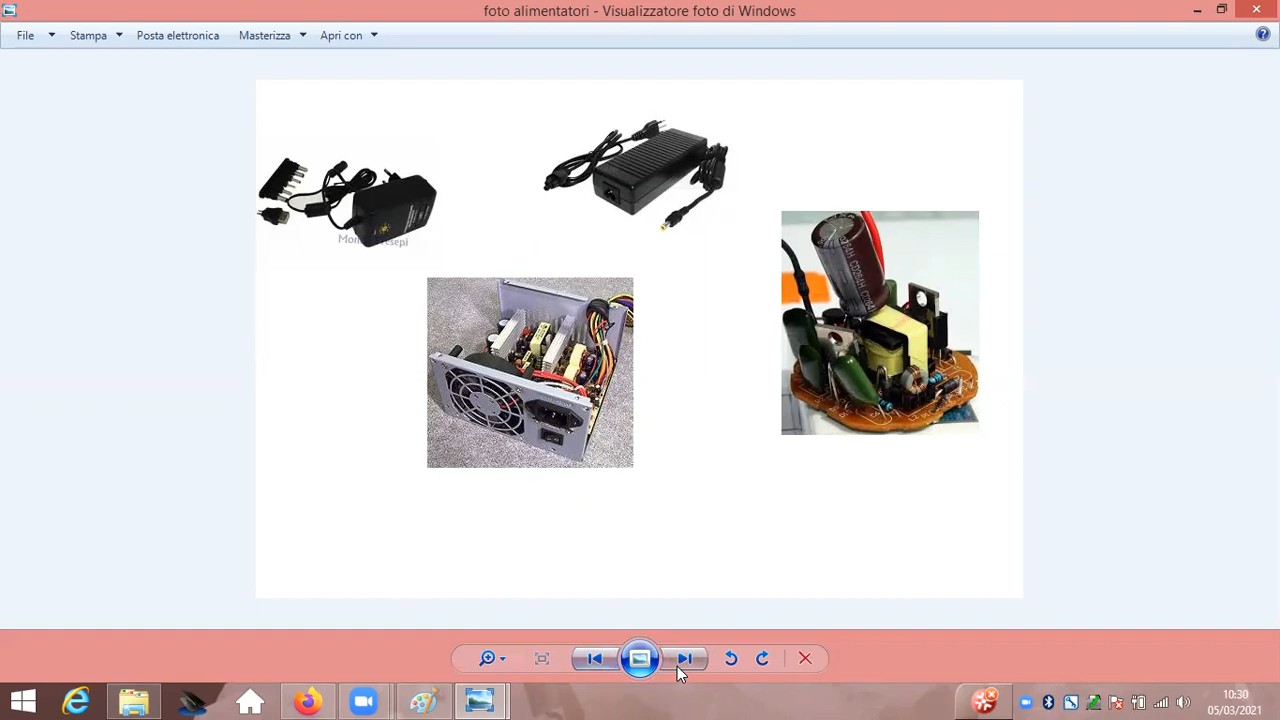 foto alimentatori - Visualizzatore foto di Windows
File Stampa Posta elettronica Masterizza Apri con
10:30
05/03/2021